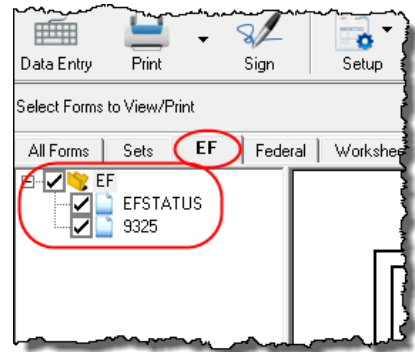 Data Entry Print Sign Setup
Select Forms to View/Print
All Forms Sets EF Federal
EF
EFSTATUS
9325